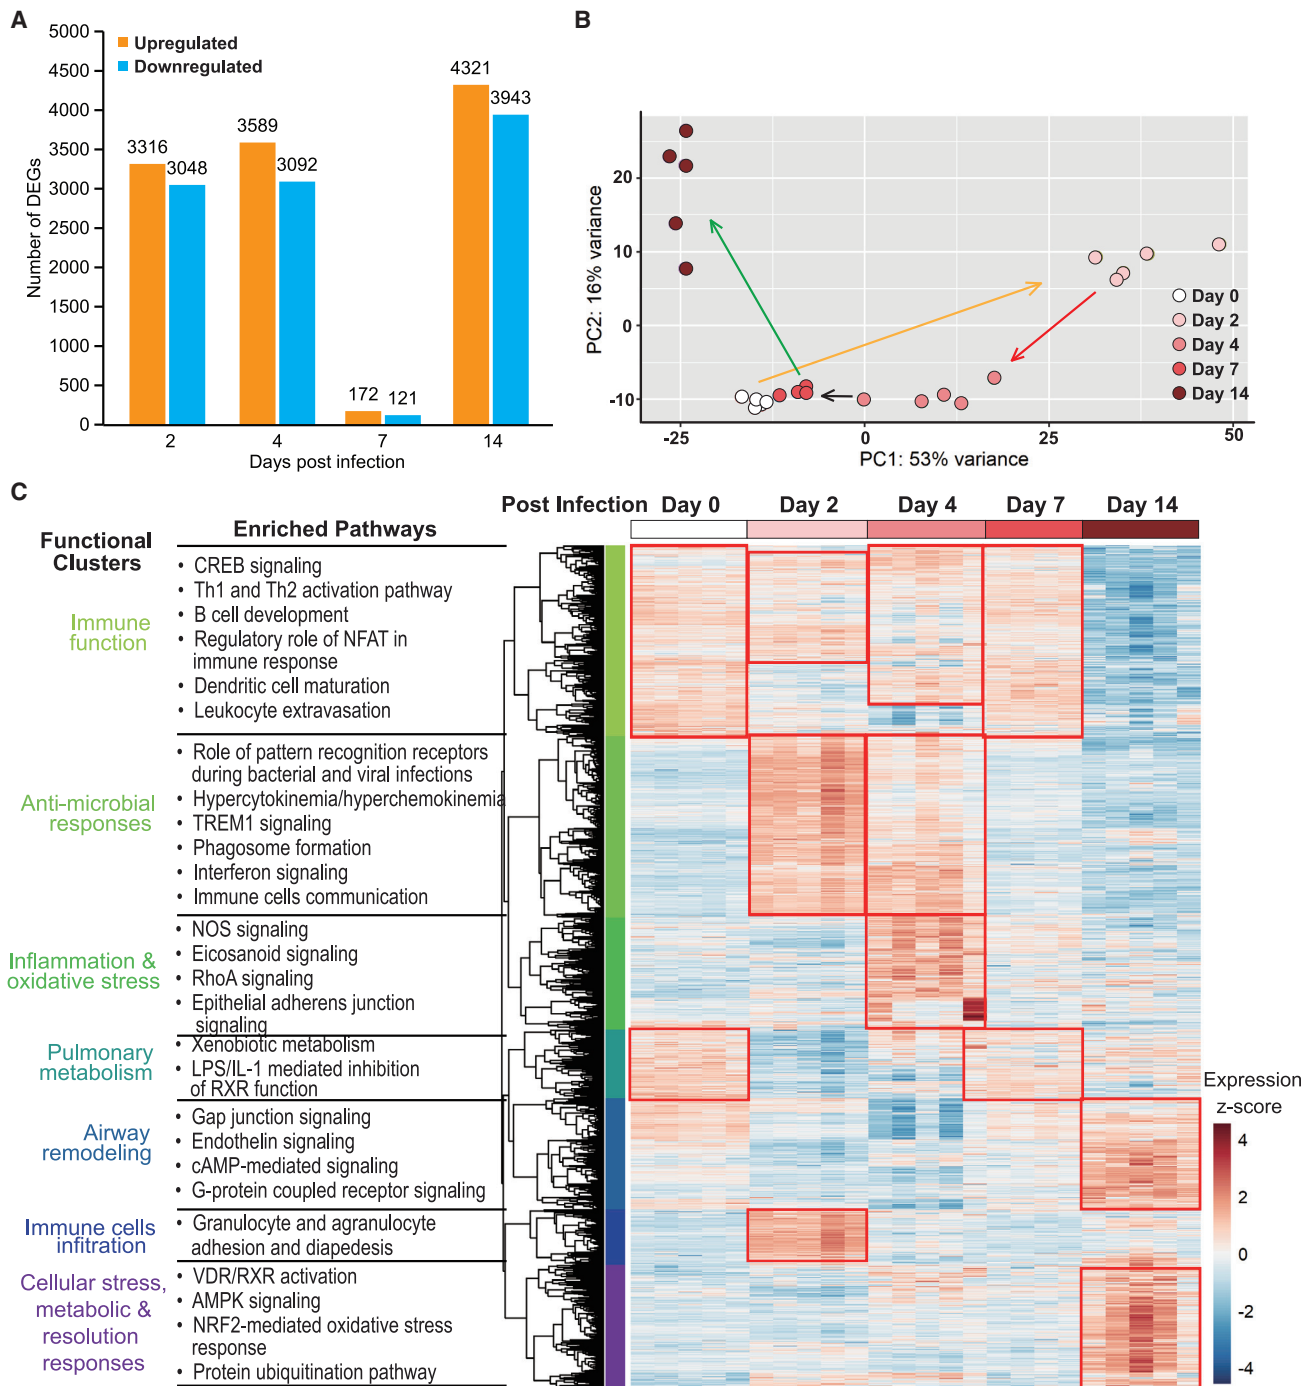 A
5000
4500
4000
3500
3000
2500
2000
1500
1000
500
0
Number of DEGs
Upregulated
Downregulated
3316
3048
3589
3092
172
121
4321
3943
2
4
7
14
Days post infection
B
20
10
0
-10
PC2: 16% variance
-25
0
25
50
PC1: 53% variance
Day 0
Day 2
Day 4
Day 7
Day 14
C
Post Infection Day 0 Day 2 Day 4 Day 7 Day 14
Functional
Clusters
Enriched Pathways
Immune
function
• CREB signaling
• Th1 and Th2 activation pathway
• B cell development
• Regulatory role of NFAT in
immune response
• Dendritic cell maturation
• Leukocyte extravasation
Anti-microbial
responses
• Role of pattern recognition receptors
during bacterial and viral infections
• Hypercytokinemia/hyperchemokinemia
• TREM1 signaling
• Phagosome formation
• Interferon signaling
• Immune cells communication
Inflammation &
oxidative stress
• NOS signaling
• Eicosanoid signaling
• RhoA signaling
• Epithelial adherens junction
signaling
Pulmonary
metabolism
• Xenobiotic metabolism
• LPS/IL-1 mediated inhibition
of RXR function
Airway
remodeling
• Gap junction signaling
• Endothelin signaling
• cAMP-mediated signaling
• G-protein coupled receptor signaling
Immune cells
infitration
• Granulocyte and agranulocyte
adhesion and diapedesis
Cellular stress,
metabolic &
resolution
responses
• VDR/RXR activation
• AMPK signaling
• NRF2-mediated oxidative stress
response
• Protein ubiquitination pathway
Expression
z-score
4
2
0
-2
-4